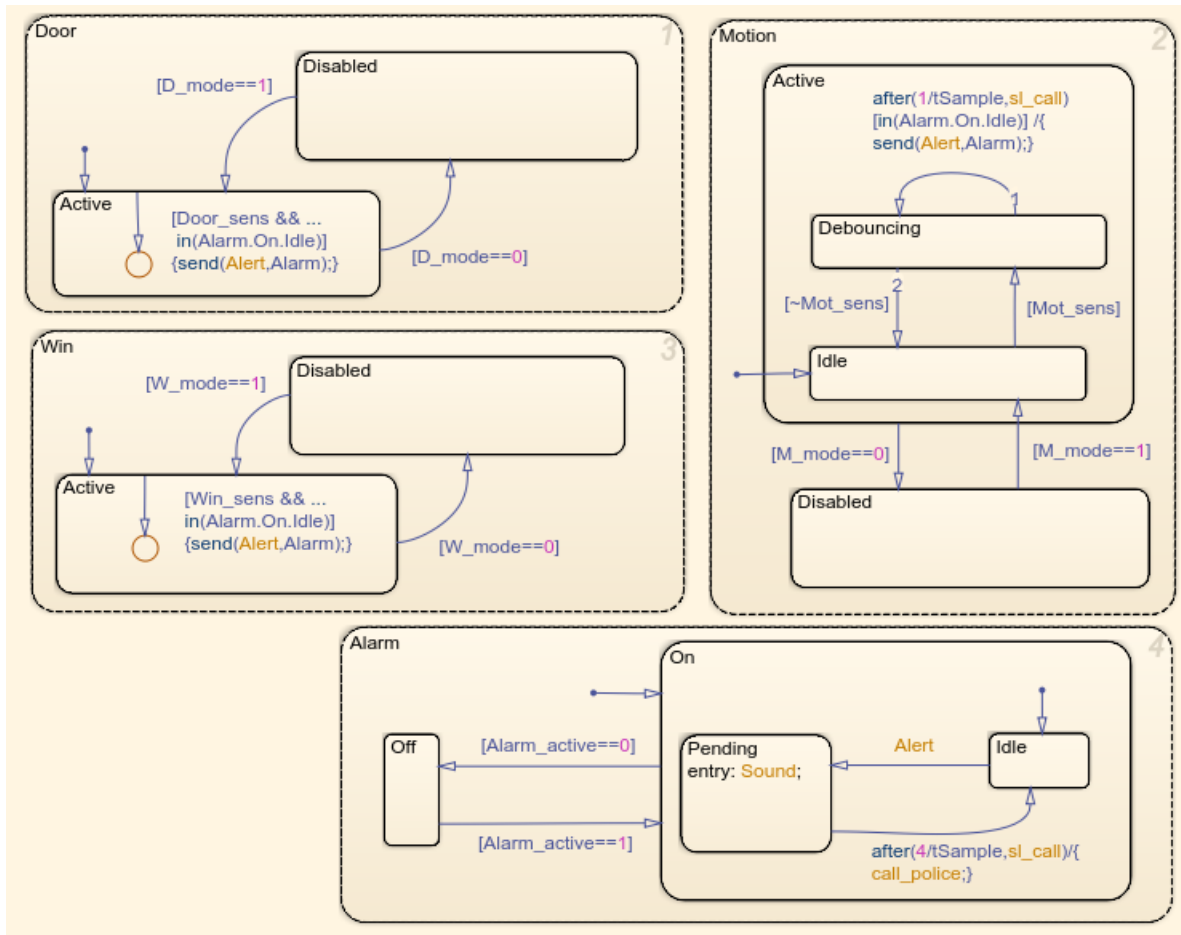 Door
1
Disabled
[D_mode==1]
Active
[Door_sens && ...
in(Alarm.On.Idle)]
{send(Alert,Alarm);}
[D_mode==0]
Motion
2
Active
after(1/tSample,sl_call)
[in(Alarm.On.Idle)] /{
send(Alert,Alarm);}
1
Debouncing
2
[~Mot_sens]
[Mot_sens]
Idle
[M_mode==0]
[M_mode==1]
Disabled
Win
3
Disabled
[W_mode==1]
Active
[Win_sens && ...
in(Alarm.On.Idle)]
{send(Alert,Alarm);}
[W_mode==0]
Alarm
4
On
Off
[Alarm_active==0]
[Alarm_active==1]
Pending
entry: Sound;
Alert
Idle
after(4/tSample,sl_call)/{
call_police;}